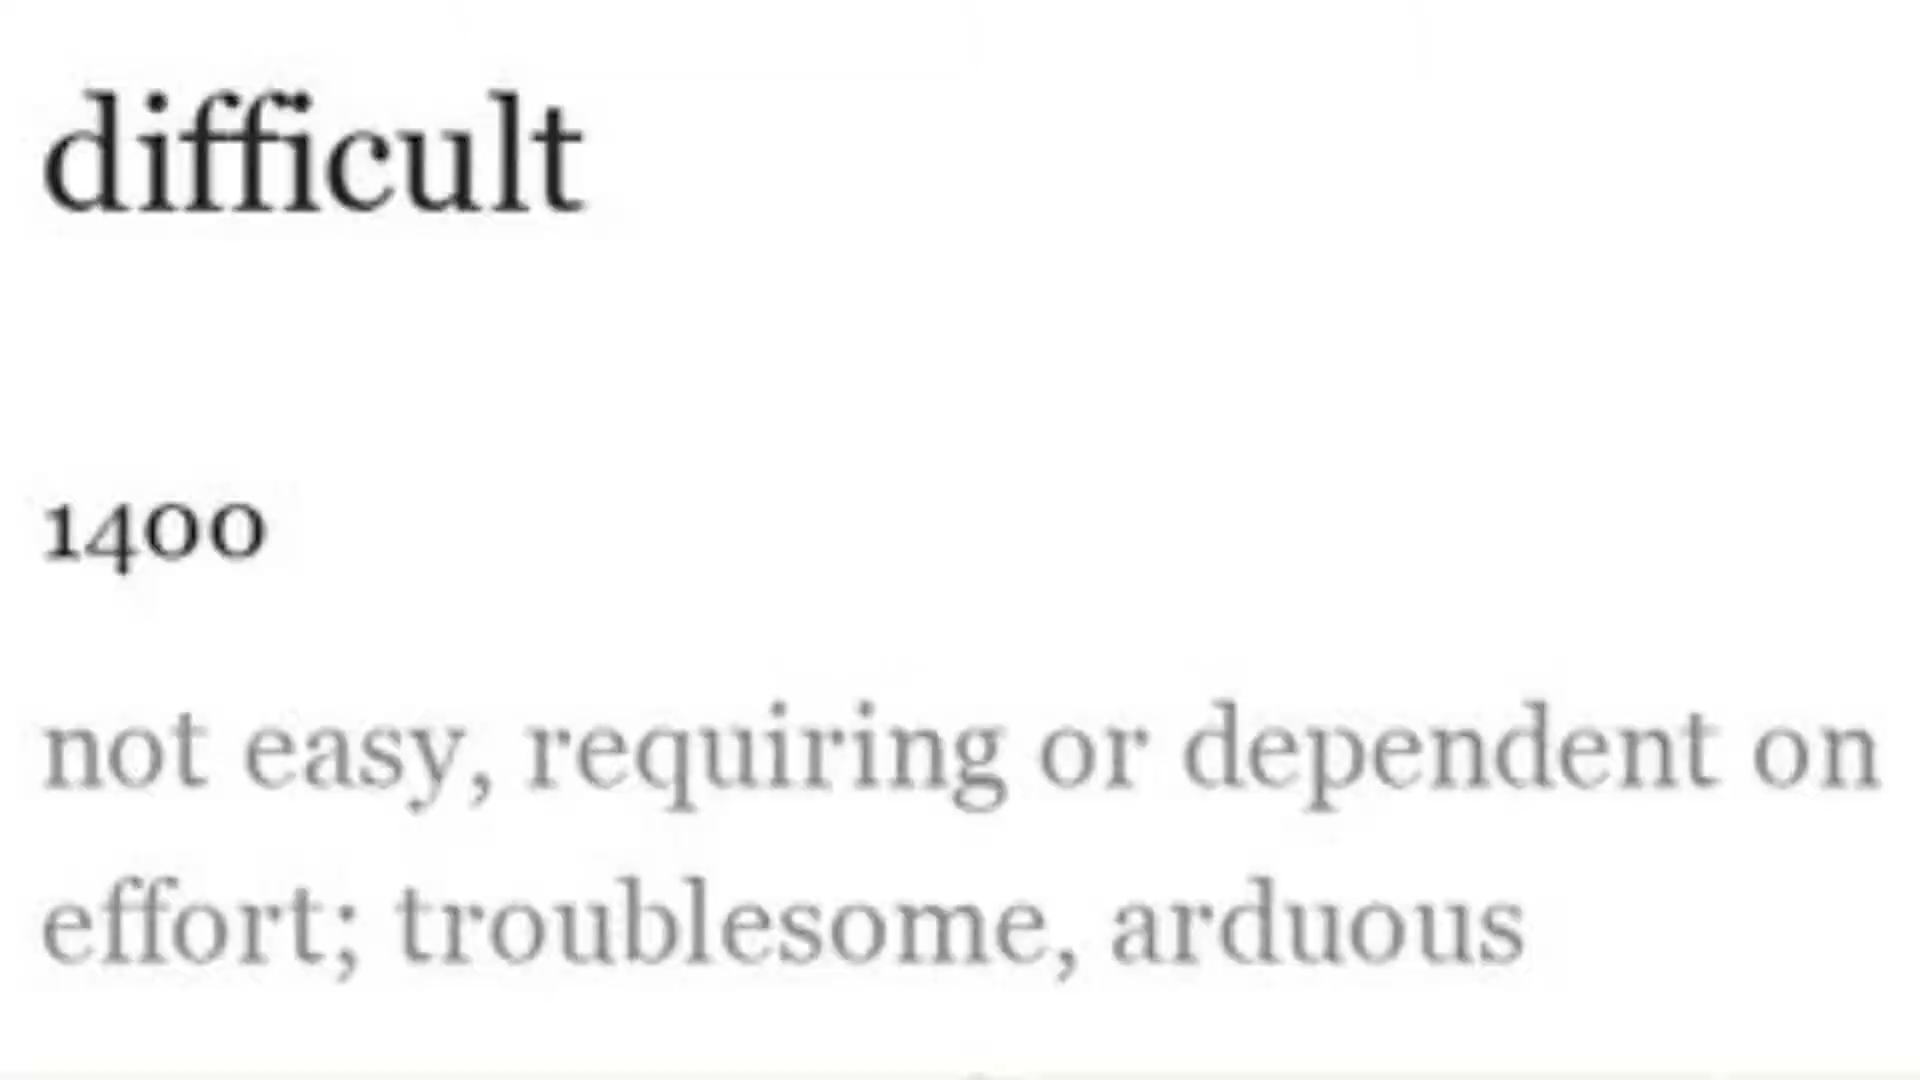 difficult
1400
not easy, requiring or dependent on
effort; troublesome, arduous